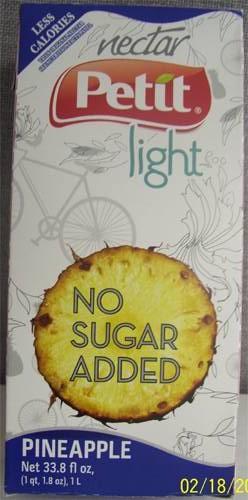 LESS
CALORIES
nectar
Petit®
light
NO
SUGAR
ADDED
PINEAPPLE
Net 33.8 fl oz,
(1 qt, 1.8 oz), 1 L
02/18/20